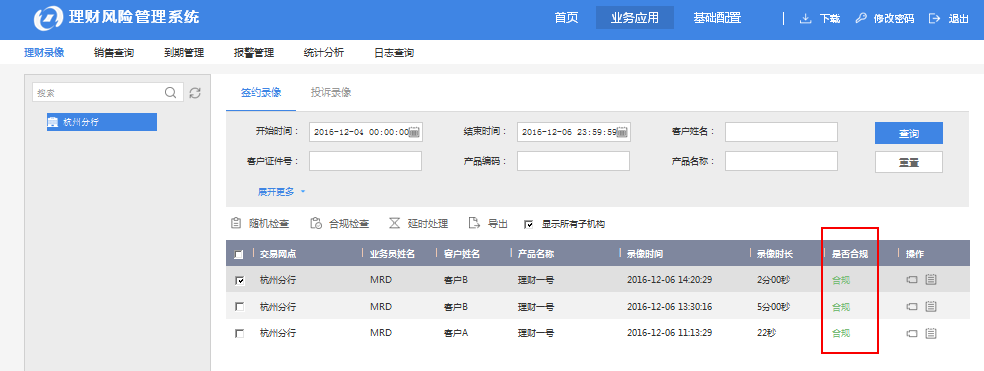 理财风险管理系统 首页 业务应用 基础配置 下载 修改密码 退出
理财录像 销售查询 到期管理 报警管理 统计分析 日志查询
搜索
杭州分行
签约录像 投诉录像
开始时间： 2016-12-04 00:00:00 结束时间： 2016-12-06 23:59:59 客户姓名： 查询
客户证件号： 产品编码： 产品名称： 重置
展开更多
随机检查 合规检查 延时处理 导出 显示所有子机构
交易网点 业务员姓名 客户姓名 产品名称 录像时间 录像时长 是否合规 操作
杭州分行 MRD 客户B 理财一号 2016-12-06 14:20:29 2分00秒 合规
杭州分行 MRD 客户B 理财一号 2016-12-06 13:30:16 5分00秒 合规
杭州分行 MRD 客户A 理财一号 2016-12-06 11:13:29 22秒 合规